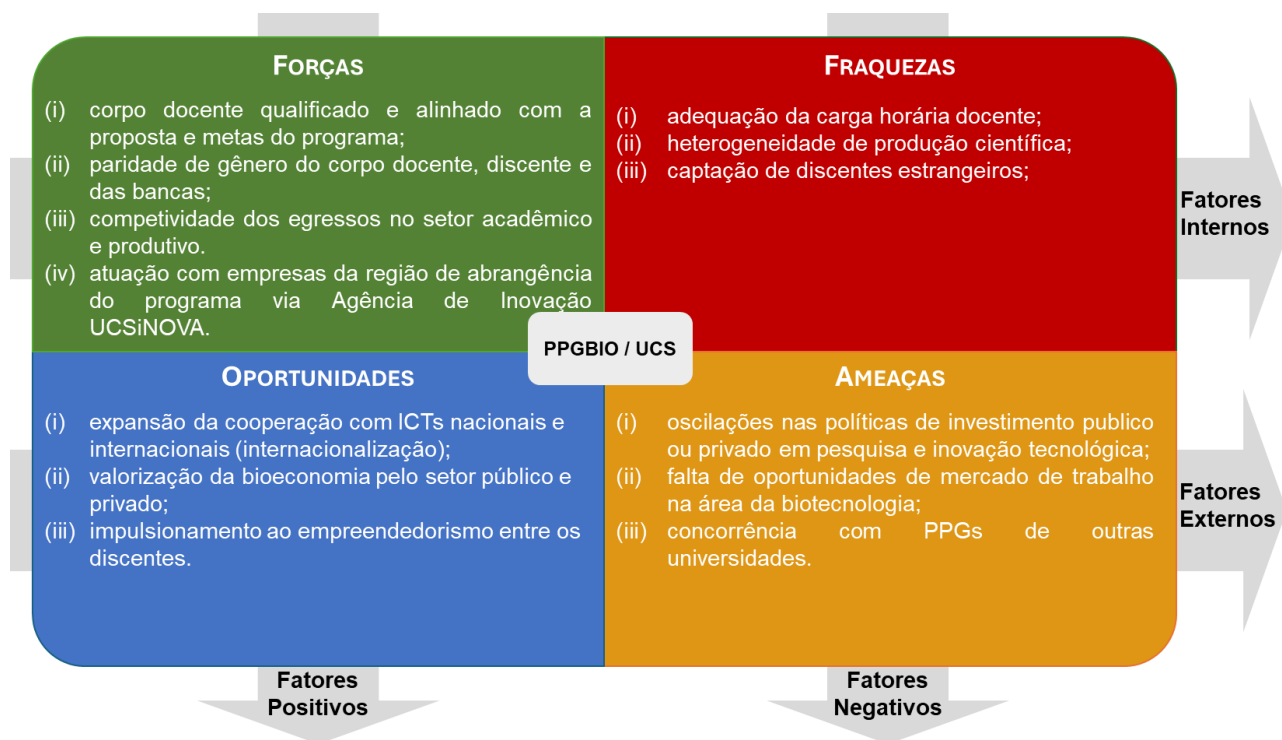 FORÇAS
(i) corpo docente qualificado e alinhado com a
proposta e metas do programa;
(ii) paridade de gênero do corpo docente, discente e
das bancas;
(iii) competividade dos egressos no setor acadêmico
e produtivo.
(iv) atuação com empresas da região de abrangência
do programa via Agência de Inovação
UCSiNOVA.
FRAQUEZAS
(i) adequação da carga horária docente;
(ii) heterogeneidade de produção científica;
(iii) captação de discentes estrangeiros;
Fatores
Internos
PPGBIO / UCS
OPORTUNIDADES
(i) expansão da cooperação com ICTs nacionais e
internacionais (internacionalização);
(ii) valorização da bioeconomia pelo setor público e
privado;
(iii) impulsionamento ao empreendedorismo entre os
discentes.
AMEAÇAS
(i) oscilações nas políticas de investimento publico
ou privado em pesquisa e inovação tecnológica;
(ii) falta de oportunidades de mercado de trabalho
na área da biotecnologia;
(iii) concorrência com PPGs de outras
universidades.
Fatores
Externos
Fatores
Positivos
Fatores
Negativos